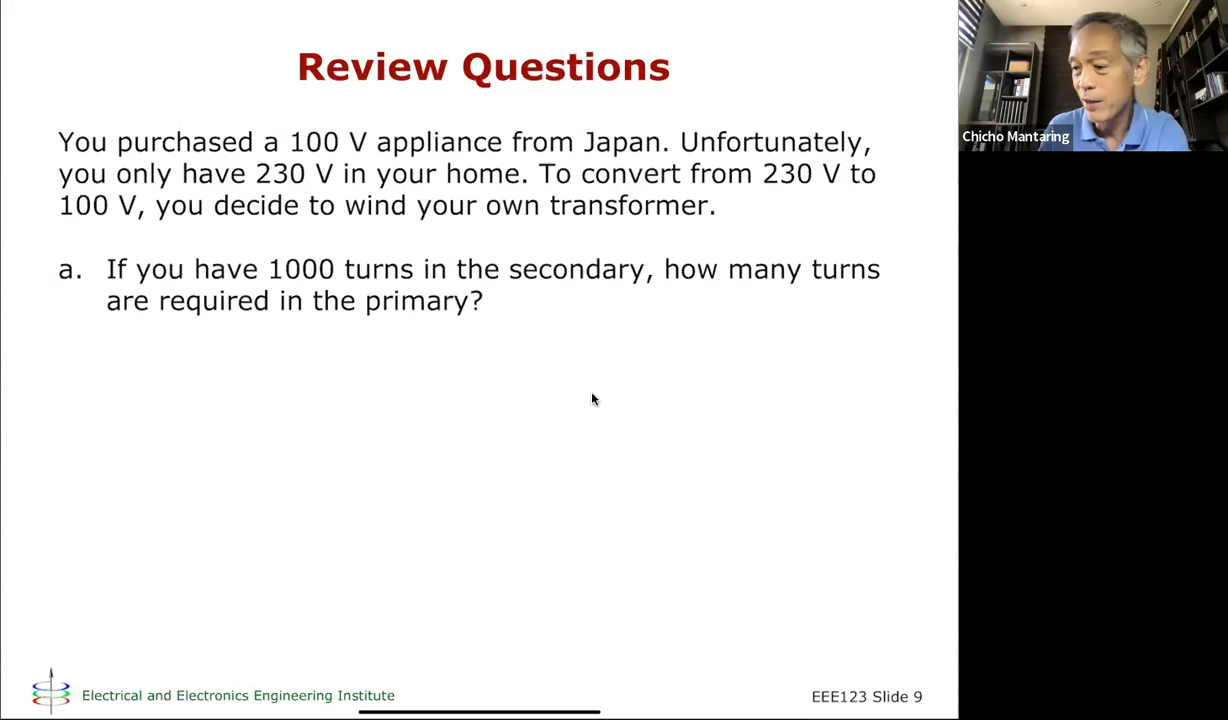 Review Questions
You purchased a 100 V appliance from Japan. Unfortunately,
you only have 230 V in your home. To convert from 230 V to
100 V, you decide to wind your own transformer.
a. If you have 1000 turns in the secondary, how many turns
are required in the primary?
Electrical and Electronics Engineering Institute
EEE123 Slide 9
Chicho Mantaring